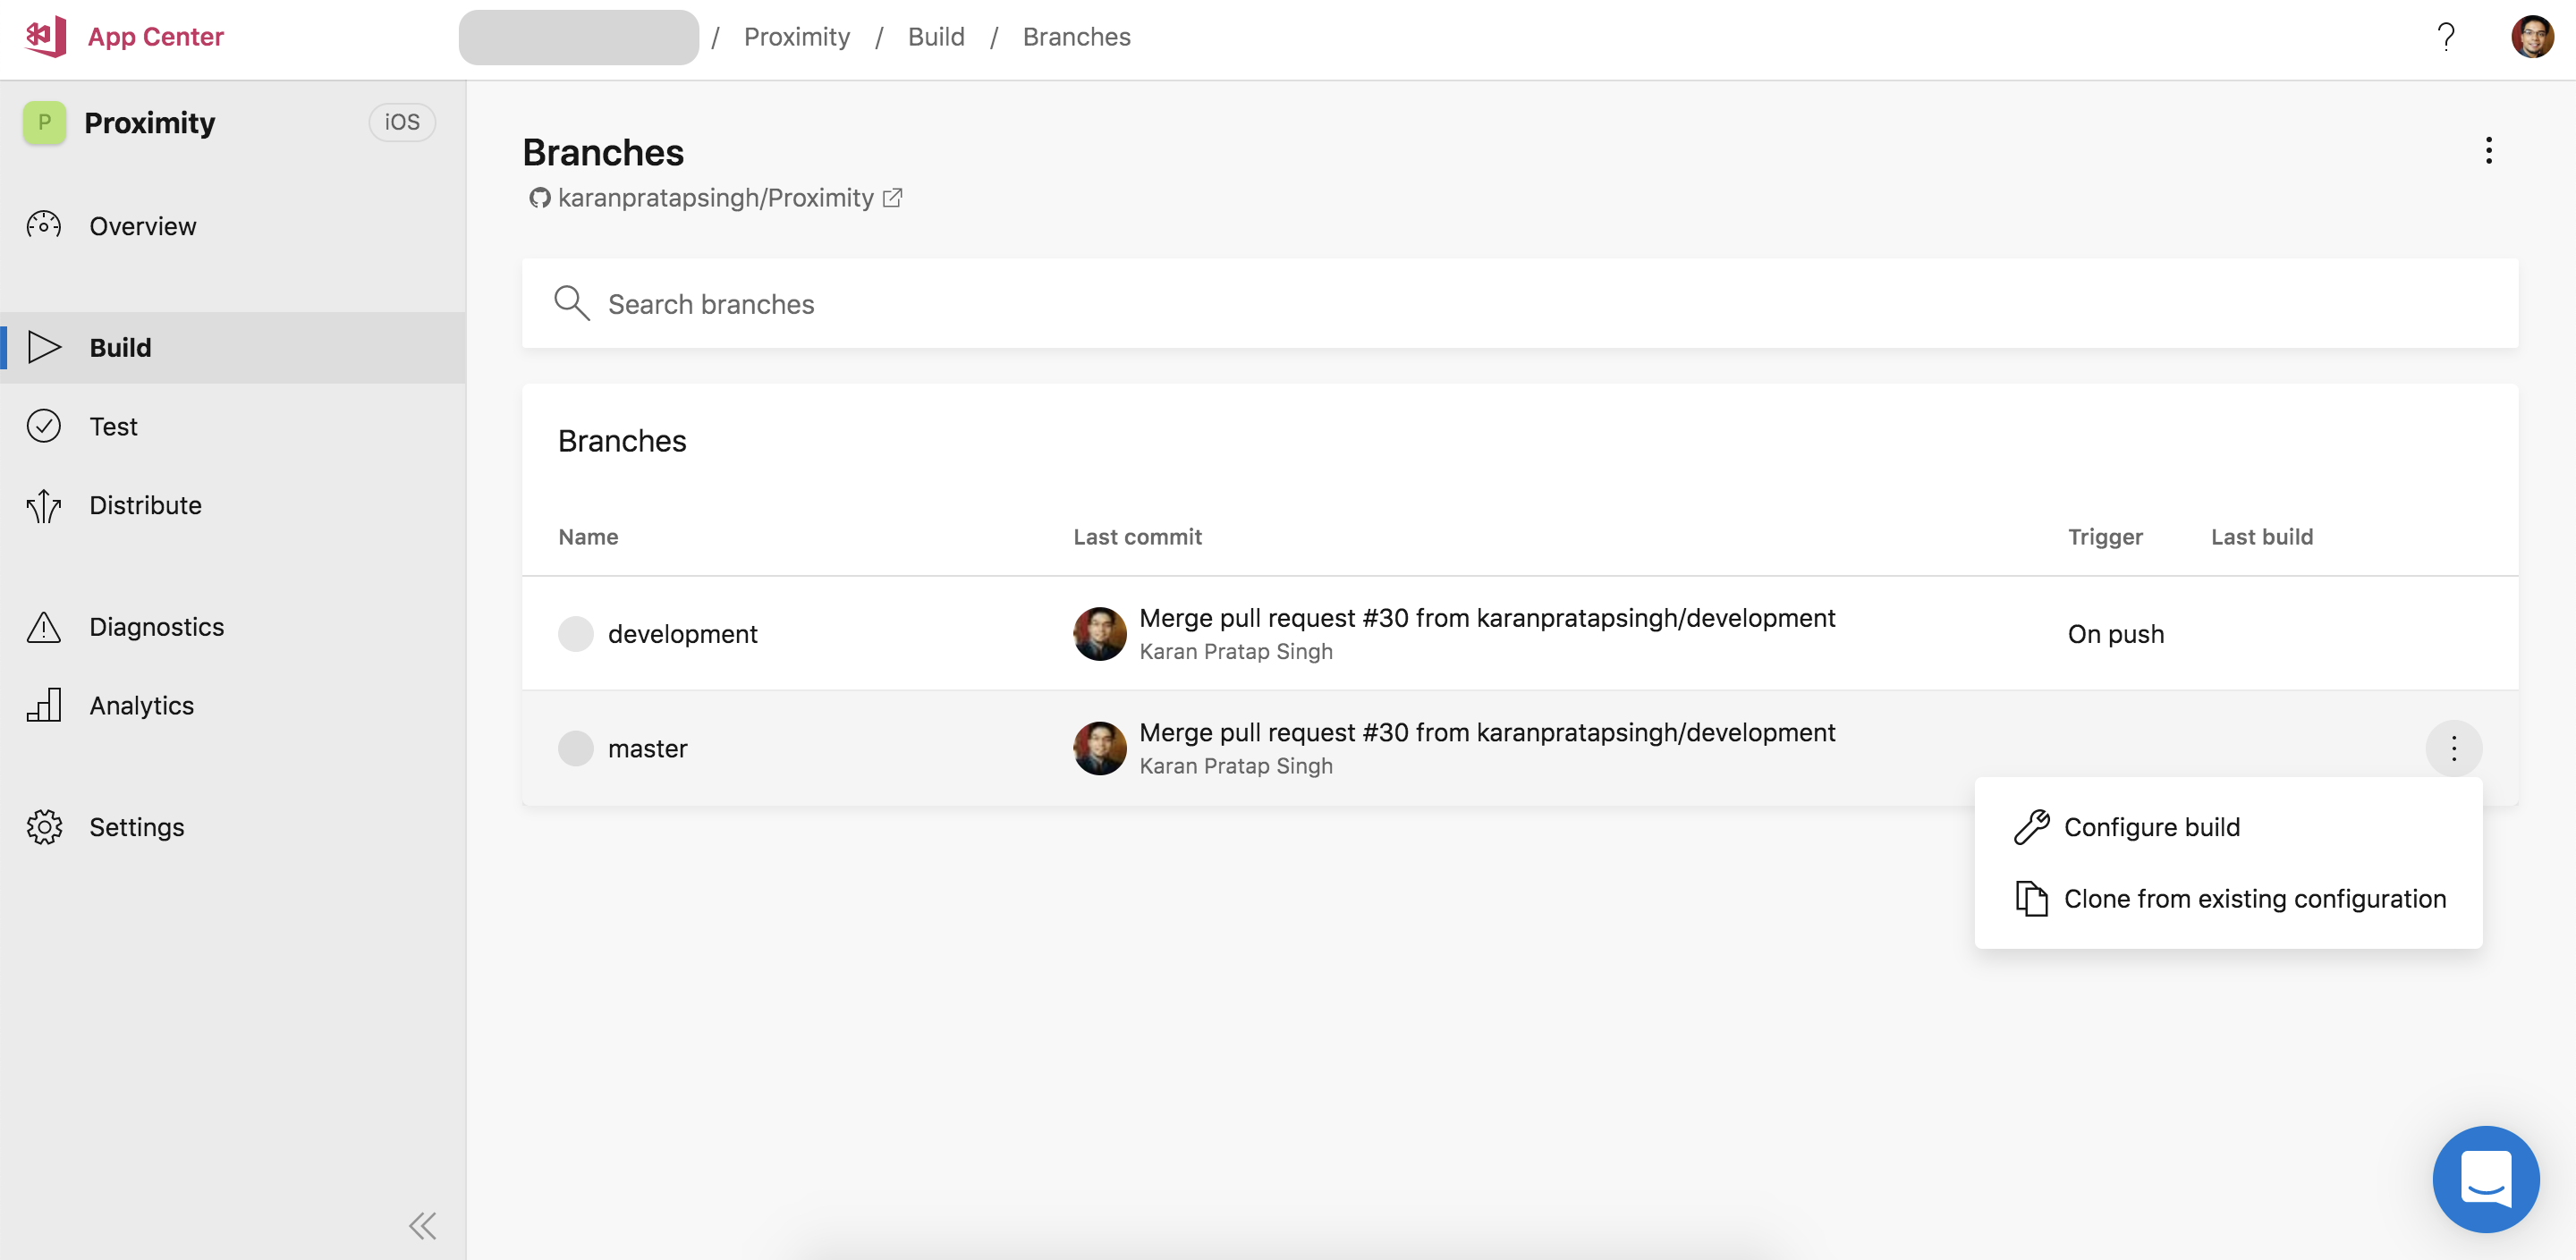 App Center
/ Proximity / Build / Branches
?
P Proximity iOS
Overview
Build
Test
Distribute
Diagnostics
Analytics
Settings
Branches
karanpratapsingh/Proximity
Search branches
Branches
Name Last commit Trigger Last build
development Merge pull request #30 from karanpratapsingh/development On push
Karan Pratap Singh
master Merge pull request #30 from karanpratapsingh/development
Karan Pratap Singh
Configure build
Clone from existing configuration